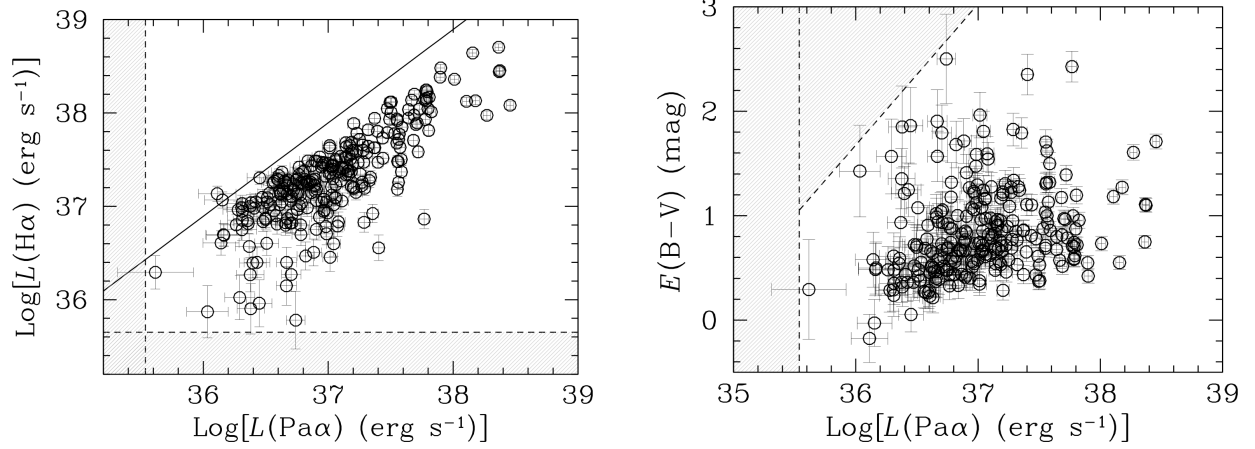 39
38
37
36
Log[L(Hα) (erg s⁻¹)]
36 37 38 39
Log[L(Paα) (erg s⁻¹)]
3
2
1
0
E(B−V) (mag)
35 36 37 38 39
Log[L(Paα) (erg s⁻¹)]